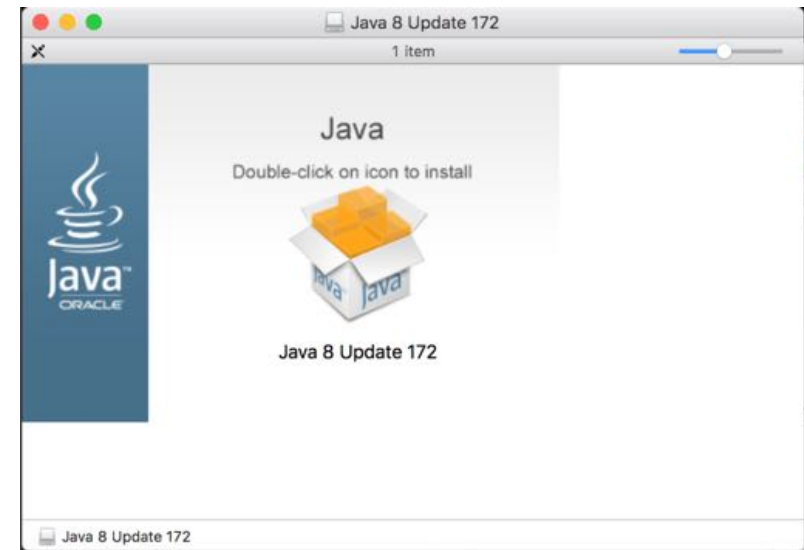 Java 8 Update 172
1 item
Java
Double-click on icon to install
Java™
ORACLE
Java Java
Java 8 Update 172
Java 8 Update 172